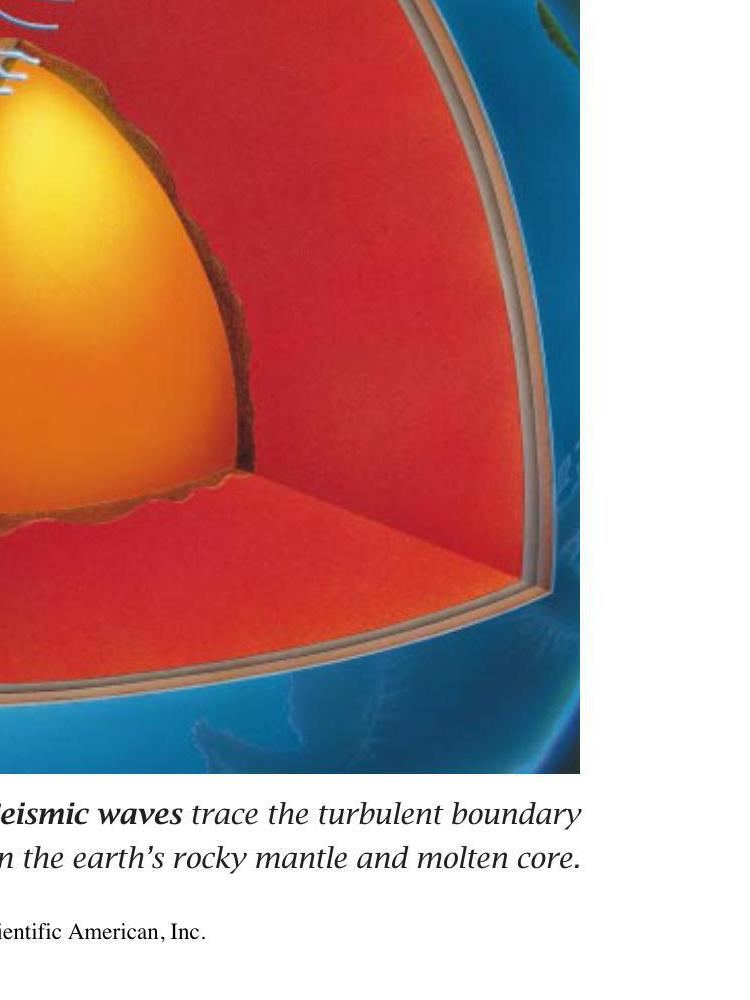 eismic waves trace the turbulent boundary
n the earth's rocky mantle and molten core.
ientific American, Inc.